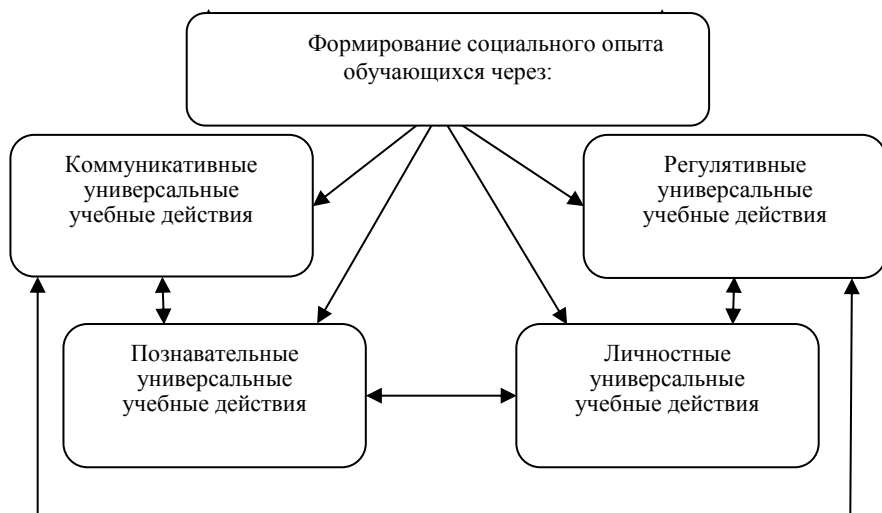 Формирование социального опыта
обучающихся через:
Коммуникативные
универсальные
учебные действия
Регулятивные
универсальные
учебные действия
Познавательные
универсальные
учебные действия
Личностные
универсальные
учебные действия